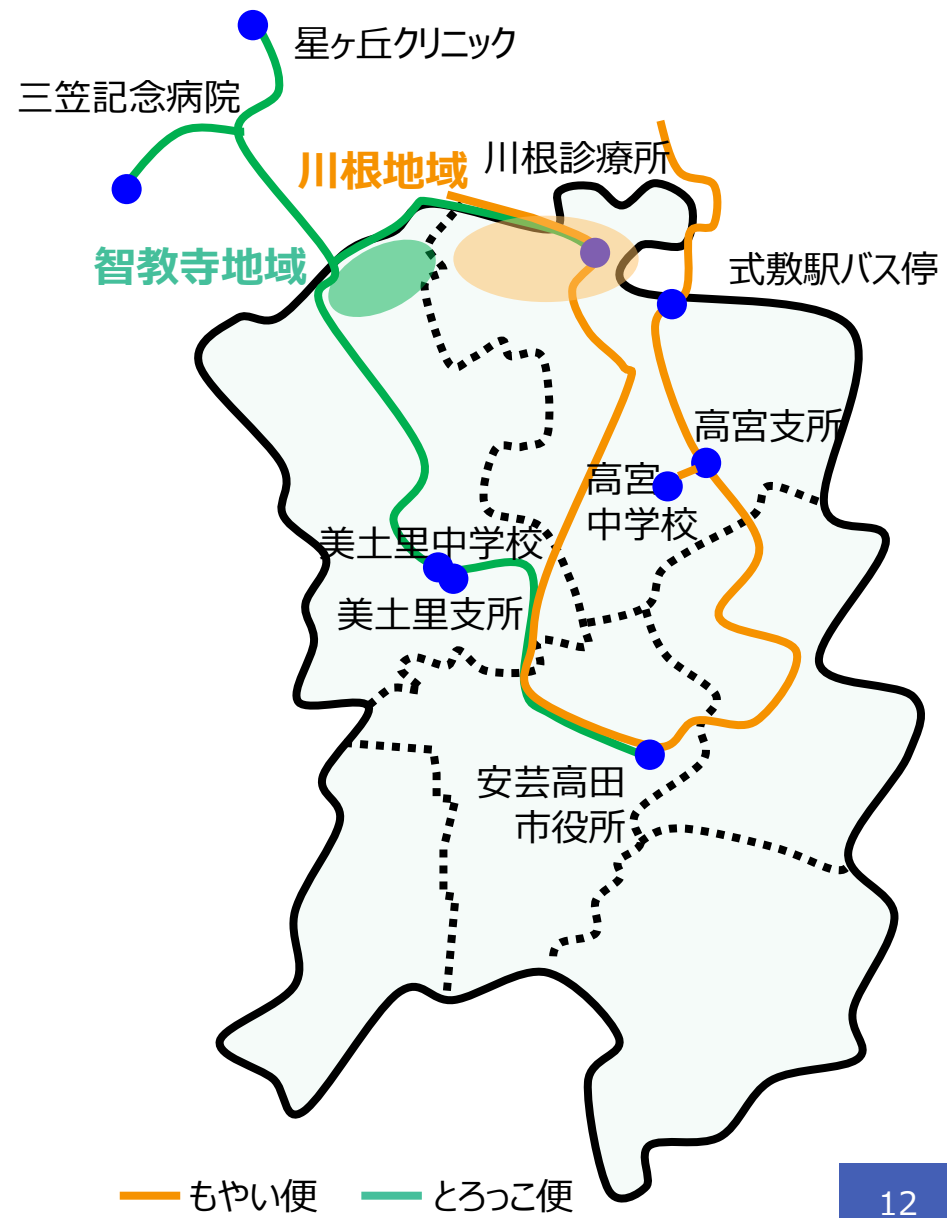 星ヶ丘クリニック
三笠記念病院
川根地域
川根診療所
智教寺地域
式敷駅バス停
高宮支所
高宮
中学校
美土里中学校
美土里支所
安芸高田
市役所
もやい便
とろっこ便
12